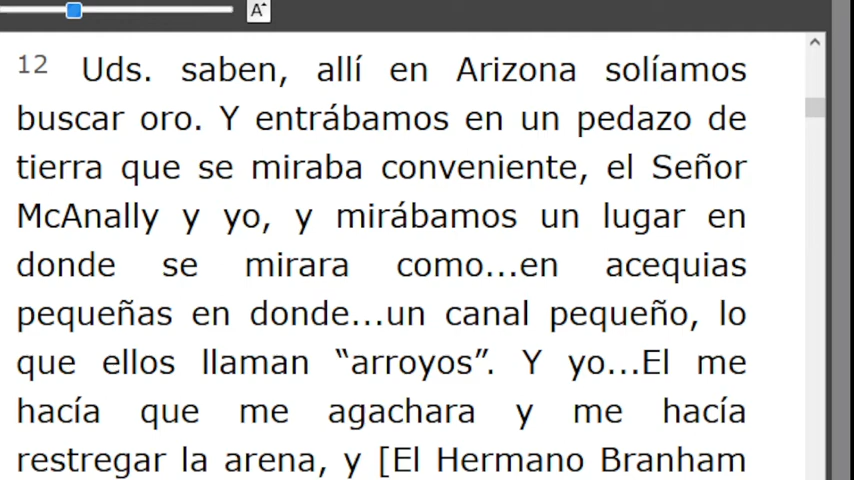 A
12 Uds. saben, allí en Arizona solíamos
buscar oro. Y entrábamos en un pedazo de
tierra que se miraba conveniente, el Señor
McAnally y yo, y mirábamos un lugar en
donde se mirara como...en acequias
pequeñas en donde...un canal pequeño, lo
que ellos llaman “arroyos”. Y yo...El me
hacía que me agachara y me hacía
restregar la arena, y [El Hermano Branham